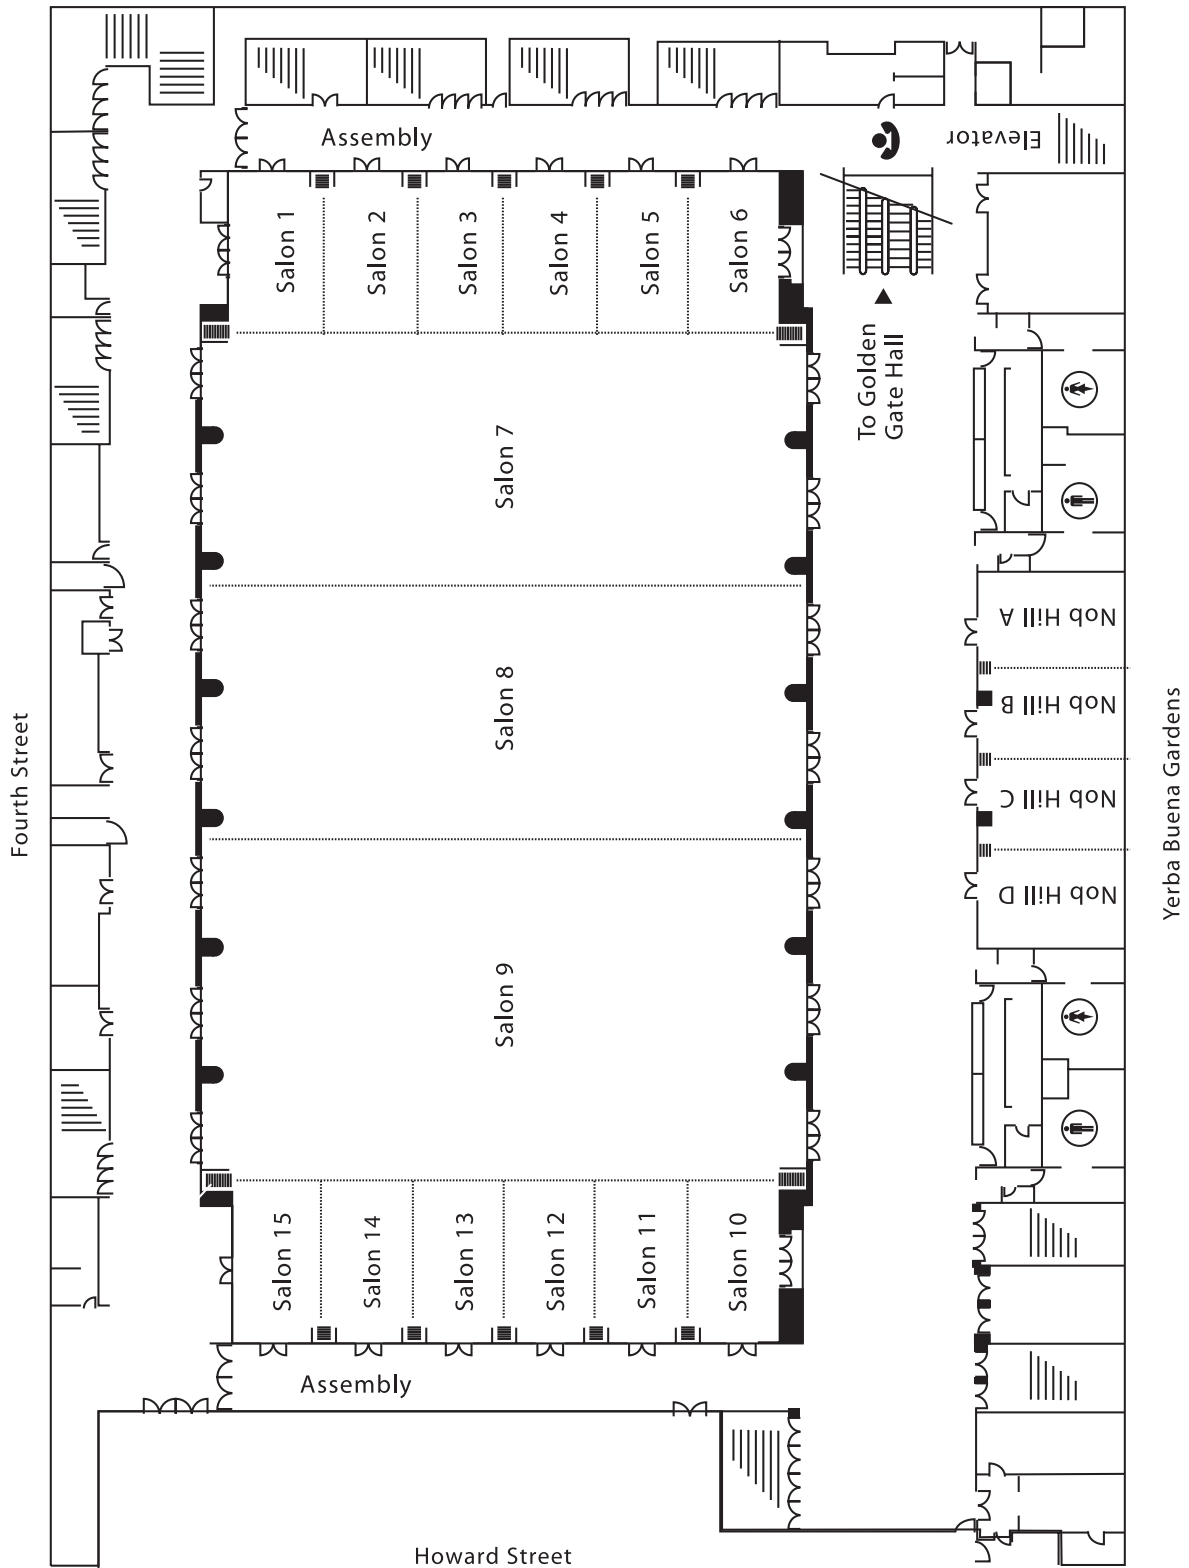 Assembly
Elevator
Salon 1
Salon 2
Salon 3
Salon 4
Salon 5
Salon 6
To Golden
Gate Hall
Salon 7
Nob Hill A
Salon 8
Nob Hill B
Fourth Street
Nob Hill C
Yerba Buena Gardens
Nob Hill D
Salon 9
Salon 15
Salon 14
Salon 13
Salon 12
Salon 11
Salon 10
Assembly
Howard Street